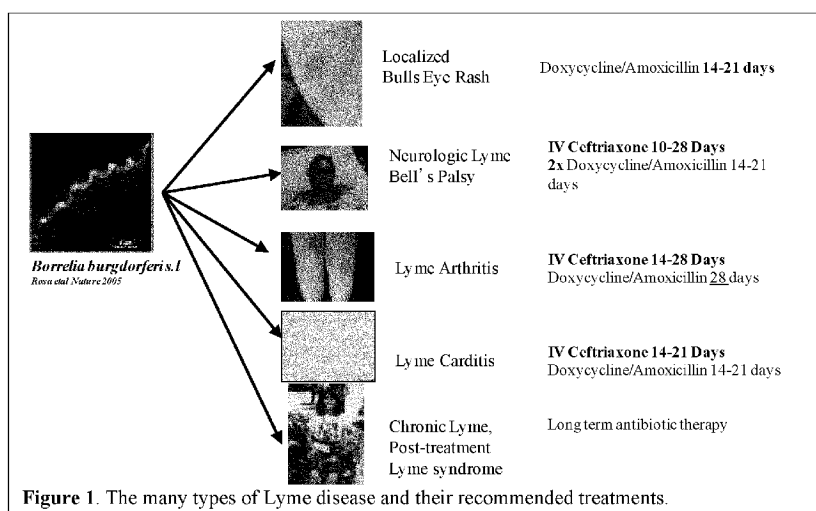 Localized
Bulls Eye Rash
Doxycycline/Amoxicillin 14-21 days
Neurologic Lyme
Bell's Palsy
IV Ceftriaxone 10-28 Days
2x Doxycycline/Amoxicillin 14-21
days
Borrelia burgdorferis.l
Rosa etal Nature 2005
Lyme Arthritis
IV Ceftriaxone 14-28 Days
Doxycycline/Amoxicillin 28 days
Lyme Carditis
IV Ceftriaxone 14-21 Days
Doxycycline/Amoxicillin 14-21 days
Chronic Lyme,
Post-treatment
Lyme syndrome
Long term antibiotic therapy
Figure 1. The many types of Lyme disease and their recommended treatments.